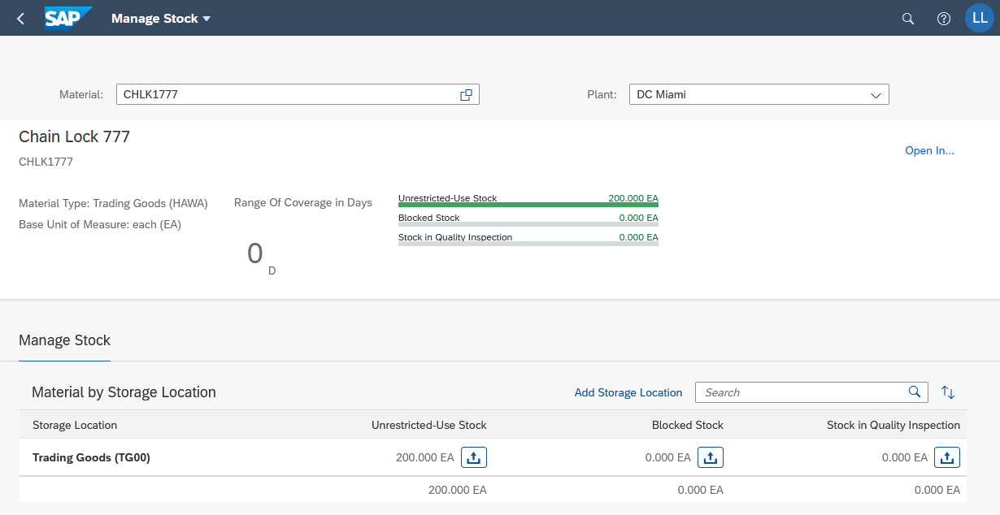 SAP Manage Stock LL
Material: CHLK1777 Plant: DC Miami
Chain Lock 777
Open In...
CHLK1777
Material Type: Trading Goods (HAWA)
Base Unit of Measure: each (EA)
Range Of Coverage in Days
0 D
Unrestricted-Use Stock 200.000 EA
Blocked Stock 0.000 EA
Stock in Quality Inspection 0.000 EA
Manage Stock
Material by Storage Location Add Storage Location Search
Storage Location Unrestricted-Use Stock Blocked Stock Stock in Quality Inspection
Trading Goods (TG00) 200.000 EA 0.000 EA 0.000 EA
200.000 EA 0.000 EA 0.000 EA